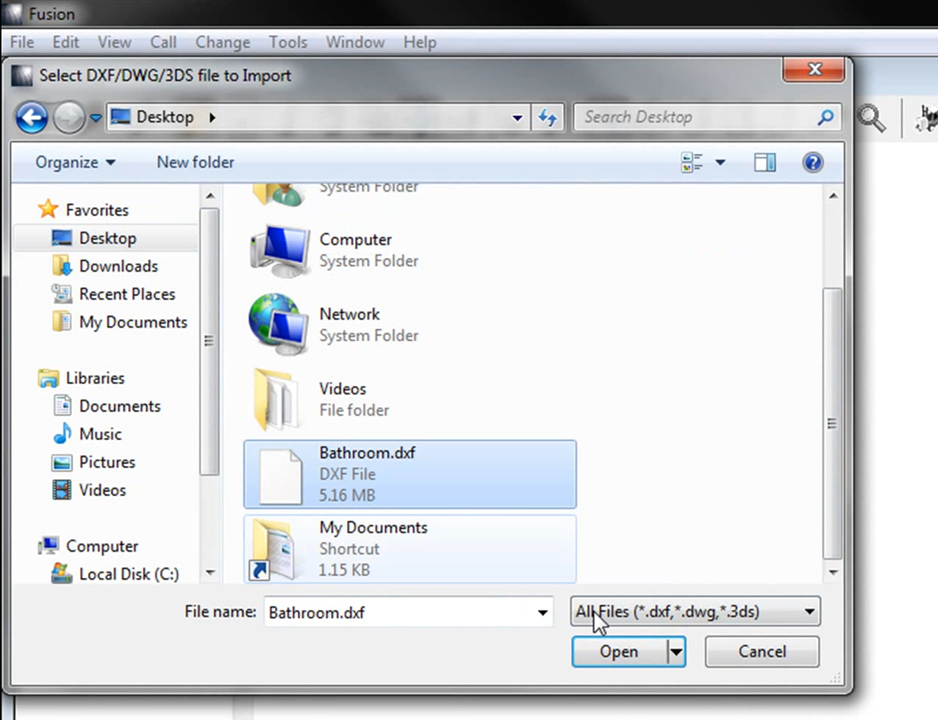 Fusion
File Edit View Call Change Tools Window Help
Select DXF/DWG/3DS file to Import
Desktop
Search Desktop
Organize New folder
Favorites
Desktop
Downloads
Recent Places
My Documents
Libraries
Documents
Music
Pictures
Videos
Computer
Local Disk (C:)
System Folder
Computer
System Folder
Network
System Folder
Videos
File folder
Bathroom.dxf
DXF File
5.16 MB
My Documents
Shortcut
1.15 KB
File name: Bathroom.dxf
All Files (*.dxf,*.dwg,*.3ds)
Open
Cancel